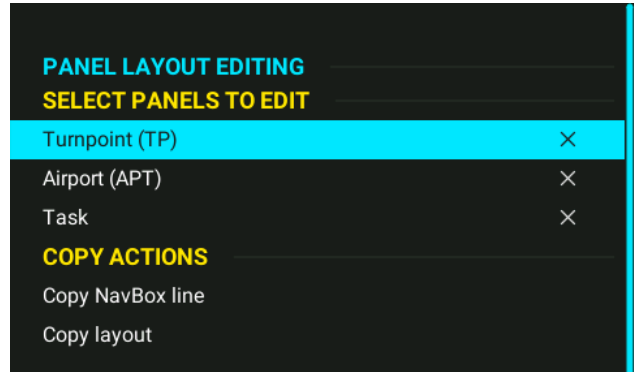 PANEL LAYOUT EDITING
SELECT PANELS TO EDIT
Turnpoint (TP)
Airport (APT)
Task
COPY ACTIONS
Copy NavBox line
Copy layout